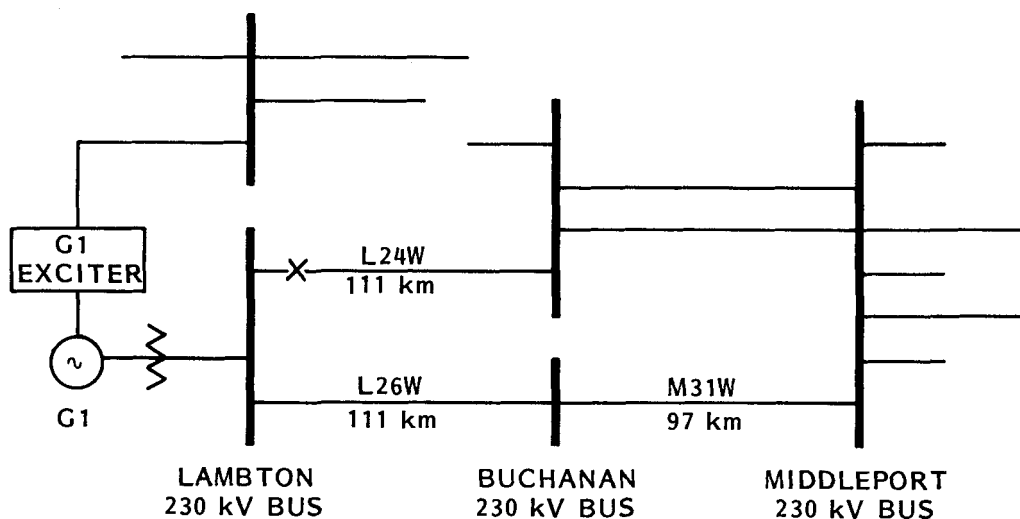 G1
EXCITER
G1
L24W
111 km
L26W
111 km
M31W
97 km
LAMBTON
230 kV BUS
BUCHANAN
230 kV BUS
MIDDLEPORT
230 kV BUS